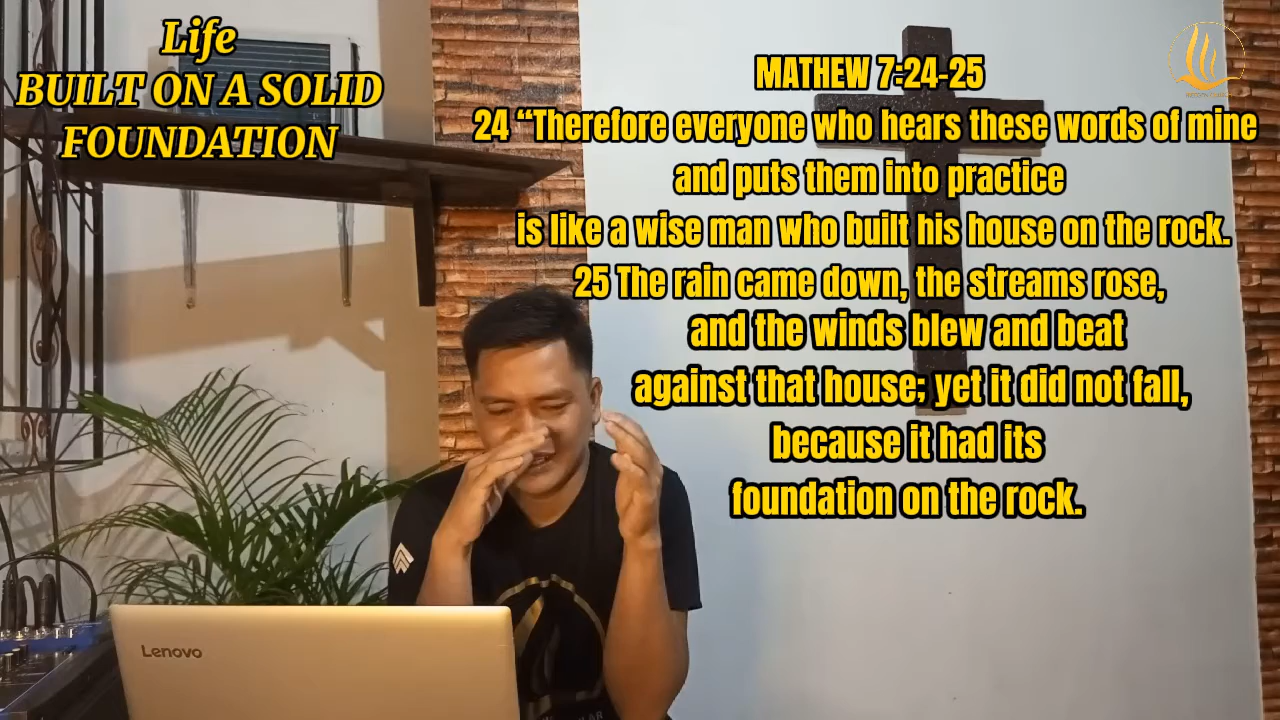 Life
BUILT ON A SOLID
FOUNDATION
MATHEW 7:24-25
24 “Therefore everyone who hears these words of mine
and puts them into practice
is like a wise man who built his house on the rock.
25 The rain came down, the streams rose,
and the winds blew and beat
against that house; yet it did not fall,
because it had its
foundation on the rock.
Lenovo